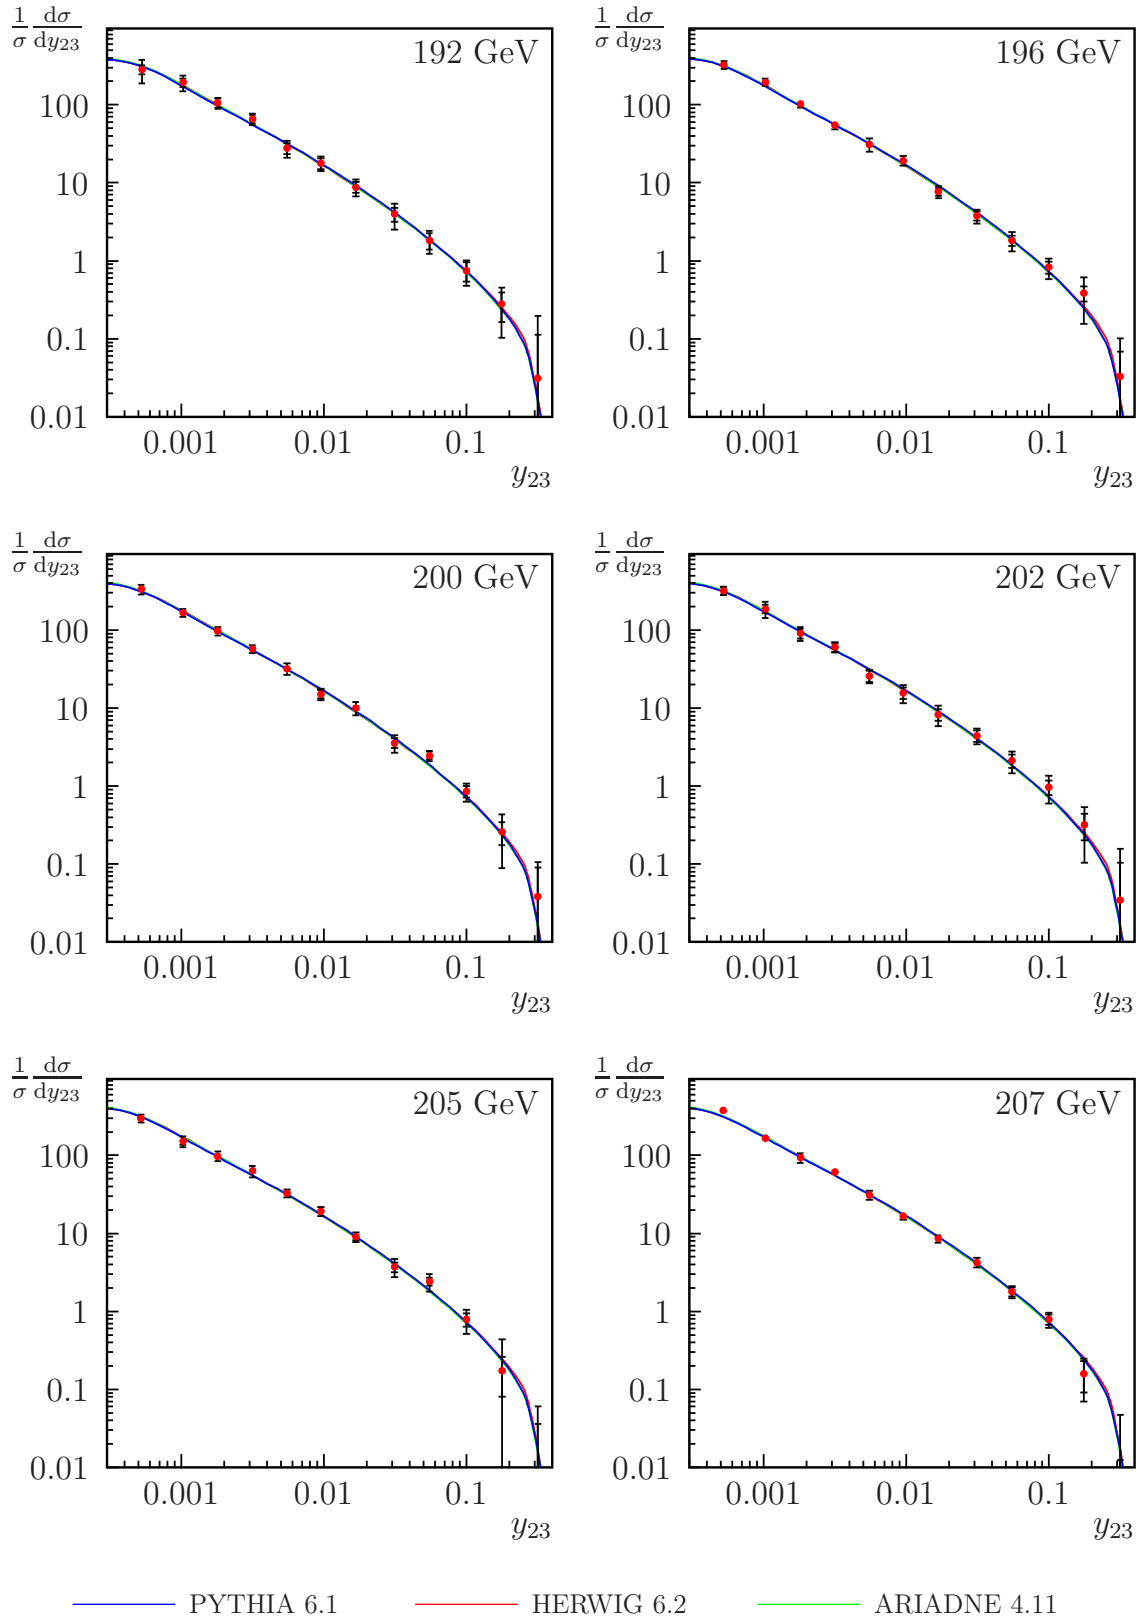 1/σ dσ/dy₂₃
192 GeV
100
10
1
0.1
0.01
0.001 0.01 0.1
y₂₃
1/σ dσ/dy₂₃
196 GeV
100
10
1
0.1
0.01
0.001 0.01 0.1
y₂₃
1/σ dσ/dy₂₃
200 GeV
100
10
1
0.1
0.01
0.001 0.01 0.1
y₂₃
1/σ dσ/dy₂₃
202 GeV
100
10
1
0.1
0.01
0.001 0.01 0.1
y₂₃
1/σ dσ/dy₂₃
205 GeV
100
10
1
0.1
0.01
0.001 0.01 0.1
y₂₃
1/σ dσ/dy₂₃
207 GeV
100
10
1
0.1
0.01
0.001 0.01 0.1
y₂₃
PYTHIA 6.1 HERWIG 6.2 ARIADNE 4.11